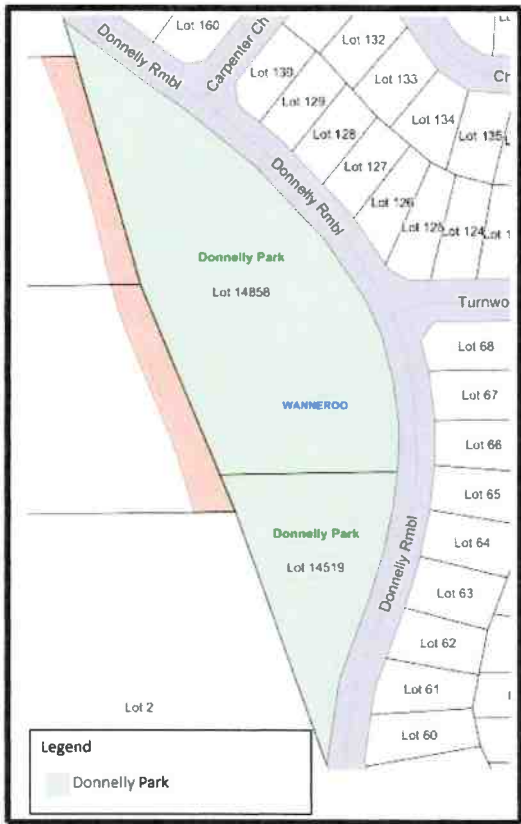 Lot 160
Carpenter Ch
Donnelly Rmbl
Lot 132
Lot 130
Lot 133
Ch
Lot 129
Lot 134
Lot 128
Lot 135
Lot 127
Donnelly Rmbl
Lot 126
Lot 125
Lot 124
Donnelly Park
Lot 14858
Turnwo
Lot 68
WANNEROO
Lot 67
Lot 66
Lot 65
Donnelly Park
Lot 14519
Lot 64
Donnelly Rmbl
Lot 63
Lot 62
Lot 61
Lot 2
Lot 60
Legend
Donnelly Park